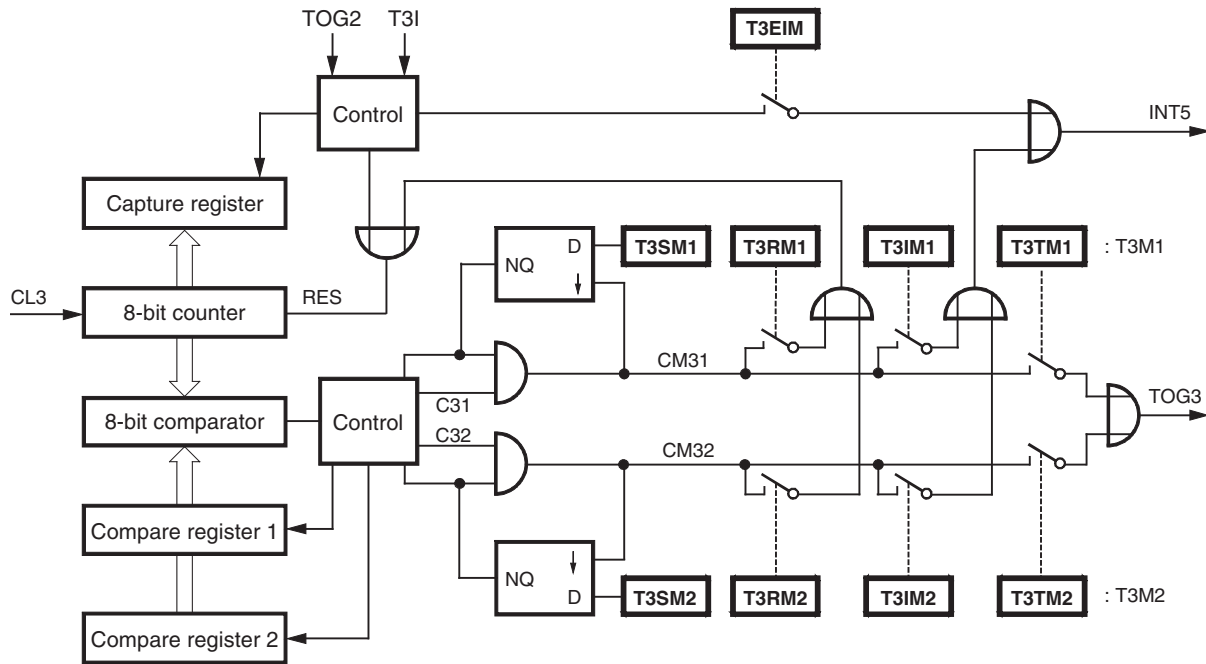 TOG2 T3I
T3EIM
Control
INT5
Capture register
D T3SM1 T3RM1 T3IM1 T3TM1 : T3M1
NQ
CL3 8-bit counter RES
CM31
8-bit comparator Control C31
C32
TOG3
CM32
Compare register 1
NQ
D T3SM2 T3RM2 T3IM2 T3TM2 : T3M2
Compare register 2